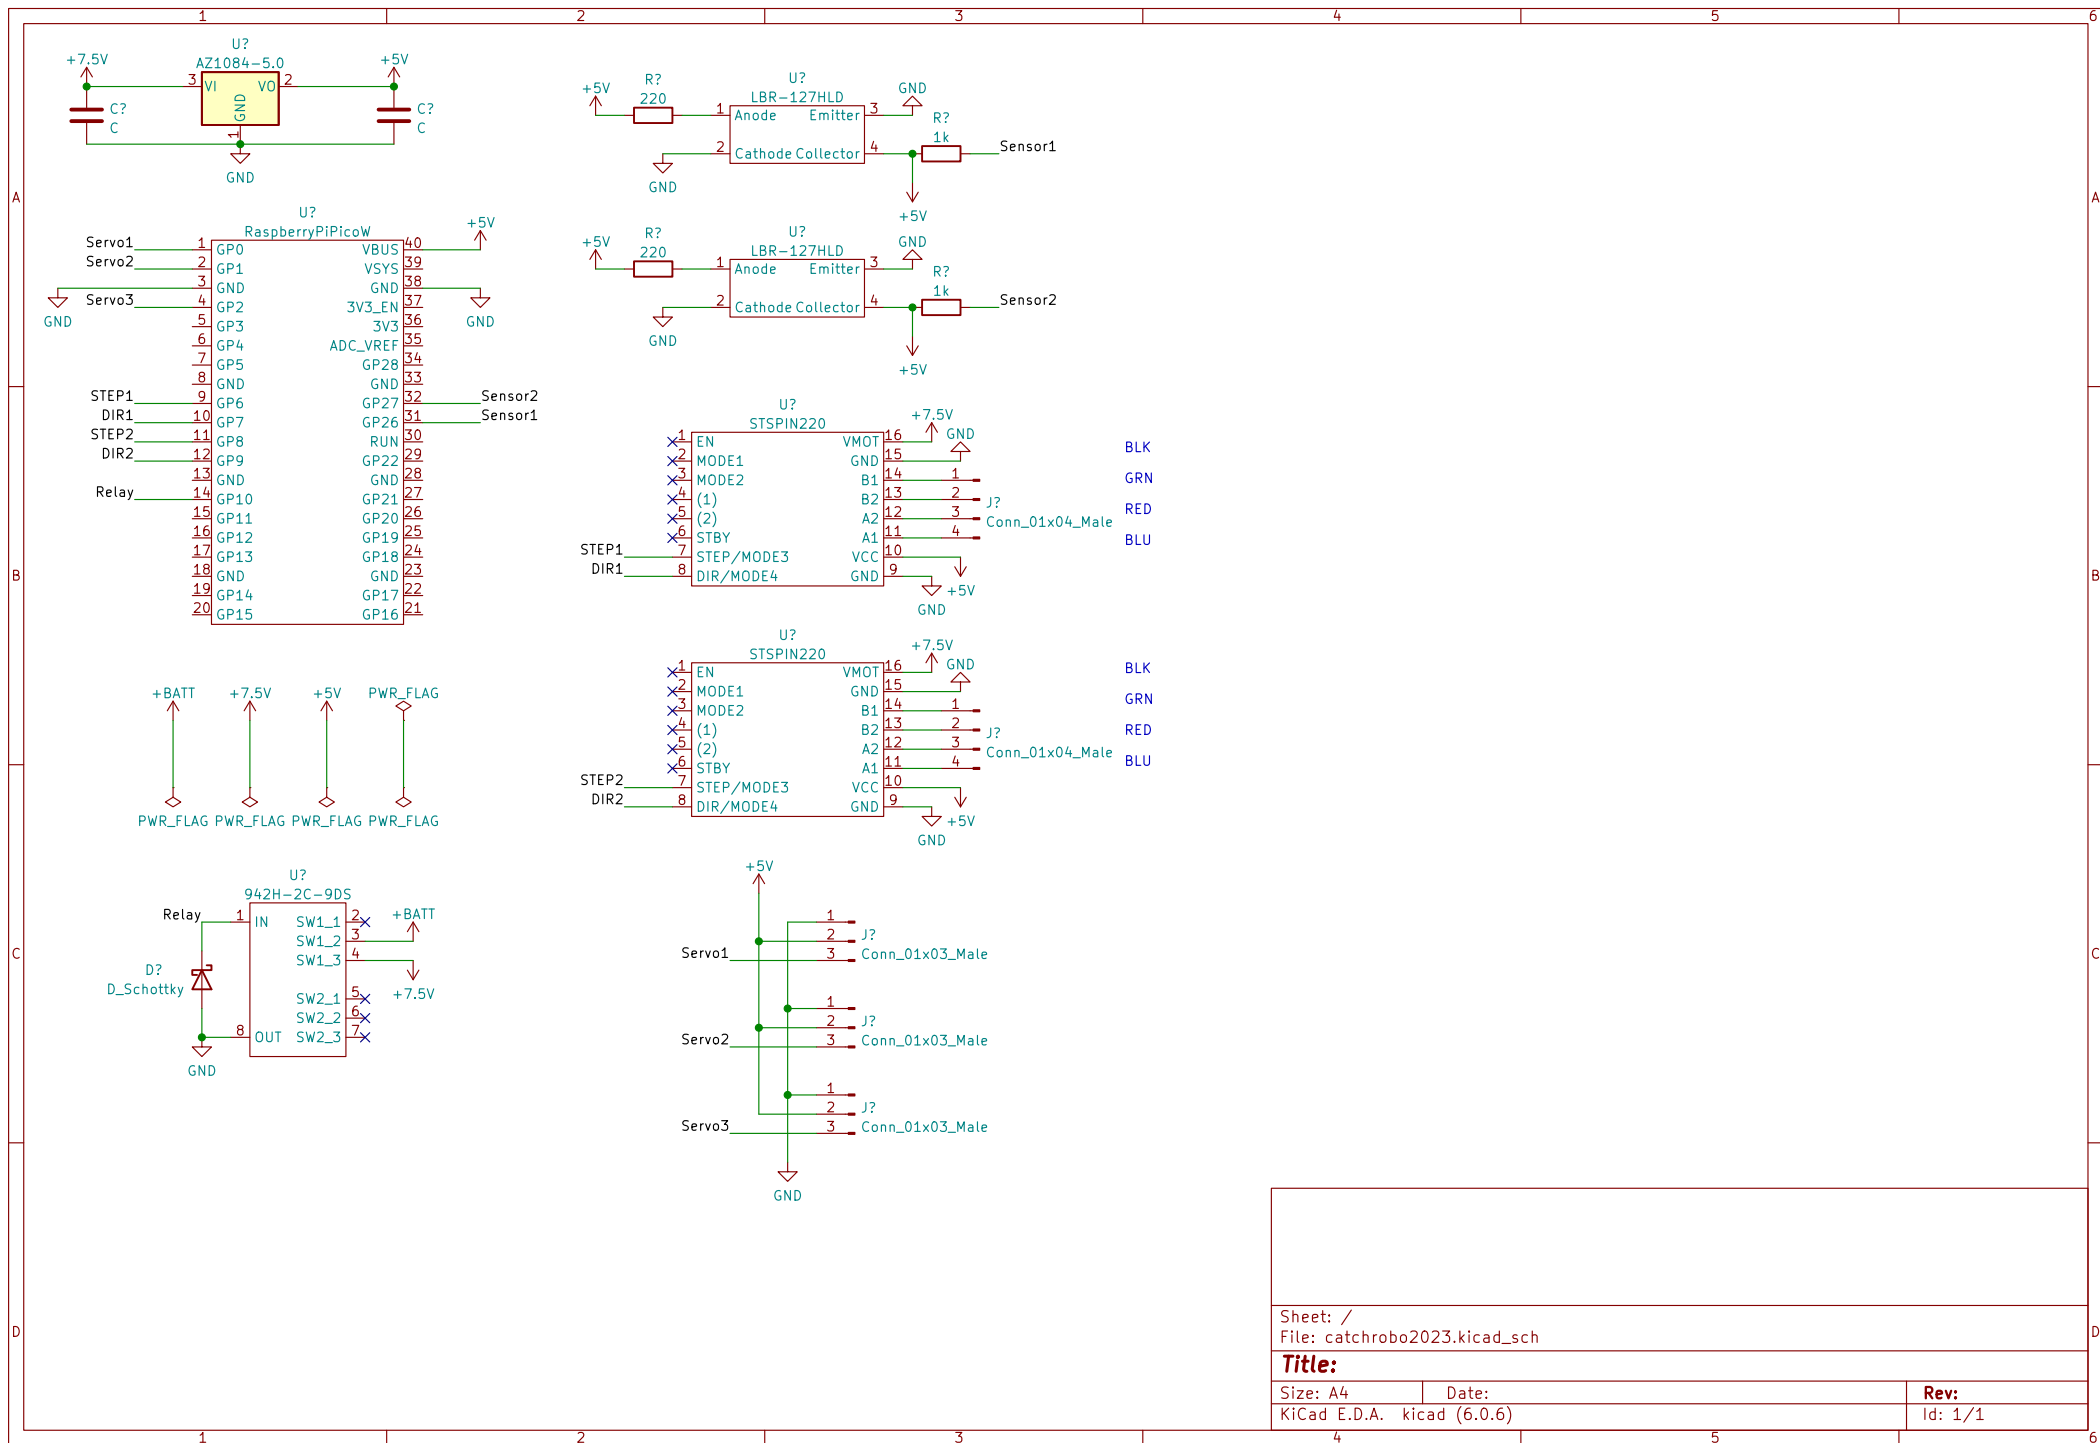 1 2 3 4 5 6
A
B
C
D
A
B
C
D
1 2 3 4 5 6
U?
AZ1084-5.0
+7.5V
+5V
3 VI VO 2
GND
1
C?
C
C?
C
GND
U?
RaspberryPiPicoW
Servo1 1 GP0 VBUS 40 +5V
Servo2 2 GP1 VSYS 39
GND 3 GND GND 38 GND
Servo3 4 GP2 3V3_EN 37
5 GP3 3V3 36
6 GP4 ADC_VREF 35
7 GP5 GP28 34
8 GND GND 33
STEP1 9 GP6 GP27 32 Sensor2
DIR1 10 GP7 GP26 31 Sensor1
STEP2 11 GP8 RUN 30
DIR2 12 GP9 GP22 29
13 GND GND 28
Relay 14 GP10 GP21 27
15 GP11 GP20 26
16 GP12 GP19 25
17 GP13 GP18 24
18 GND GND 23
19 GP14 GP17 22
20 GP15 GP16 21
+BATT +7.5V +5V PWR_FLAG
PWR_FLAG PWR_FLAG PWR_FLAG PWR_FLAG
U?
942H-2C-9DS
Relay 1 IN SW1_1 2
SW1_2 3 +BATT
SW1_3 4 +7.5V
D?
D_Schottky
SW2_1 5
SW2_2 6
8 OUT SW2_3 7
GND
+5V
R?
220
U?
LBR-127HLD
1 Anode Emitter 3 GND
2 Cathode Collector 4
GND
R?
1k
Sensor1
+5V
+5V
R?
220
U?
LBR-127HLD
1 Anode Emitter 3 GND
2 Cathode Collector 4
GND
R?
1k
Sensor2
+5V
U?
STSPIN220
1 EN VMOT 16 +7.5V
2 MODE1 GND 15 GND
3 MODE2 B1 14 1
4 (1) B2 13 2
5 (2) A2 12 3
6 STBY A1 11 4
STEP1 7 STEP/MODE3 VCC 10 +5V
DIR1 8 DIR/MODE4 GND 9 GND
J?
Conn_01x04_Male
BLK
GRN
RED
BLU
U?
STSPIN220
1 EN VMOT 16 +7.5V
2 MODE1 GND 15 GND
3 MODE2 B1 14 1
4 (1) B2 13 2
5 (2) A2 12 3
6 STBY A1 11 4
STEP2 7 STEP/MODE3 VCC 10 +5V
DIR2 8 DIR/MODE4 GND 9 GND
J?
Conn_01x04_Male
BLK
GRN
RED
BLU
+5V
1
2
Servo1 3
J?
Conn_01x03_Male
1
2
Servo2 3
J?
Conn_01x03_Male
1
2
Servo3 3
J?
Conn_01x03_Male
GND
Sheet: /
File: catchrobo2023.kicad_sch
Title:
Size: A4 Date: Rev:
KiCad E.D.A. kicad (6.0.6) Id: 1/1